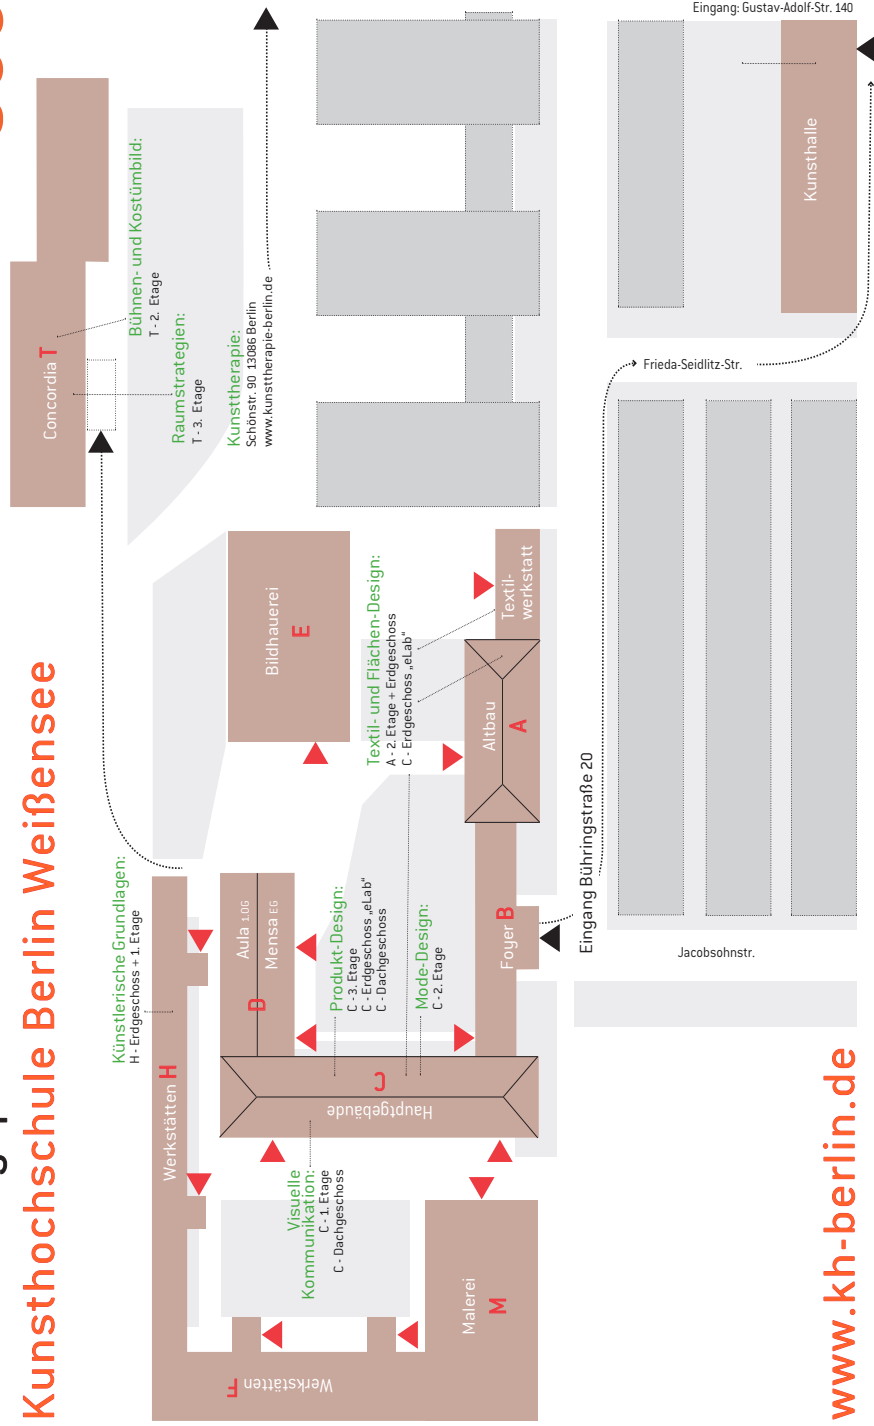 Kunsthochschule Berlin Weißensee
www.kh-berlin.de
Künstlerische Grundlagen:
H - Erdgeschoss + 1. Etage
Werkstätten H
Werkstätten F
Malerei
M
Visuelle
Kommunikation:
C - 1. Etage
C - Dachgeschoss
Hauptgebäude
C
Aula 1.OG
Mensa EG
D
Produkt-Design:
C - 3. Etage
C - Erdgeschoss „eLab“
C - Dachgeschoss
Mode-Design:
C - 2. Etage
Foyer B
Eingang Bühringstraße 20
Altbau
A
Textil- und Flächen-Design:
A - 2. Etage + Erdgeschoss
C - Erdgeschoss „eLab“
Textil-
werkstatt
Bildhauerei
E
Concordia T
Bühnen- und Kostümbild:
T - 2. Etage
Raumstrategien:
T - 3. Etage
Kunsttherapie:
Schönstr. 90 13086 Berlin
www.kunsttherapie-berlin.de
Jacobsohnstr.
Frieda-Seidlitz-Str.
Kunsthalle
Eingang: Gustav-Adolf-Str. 140